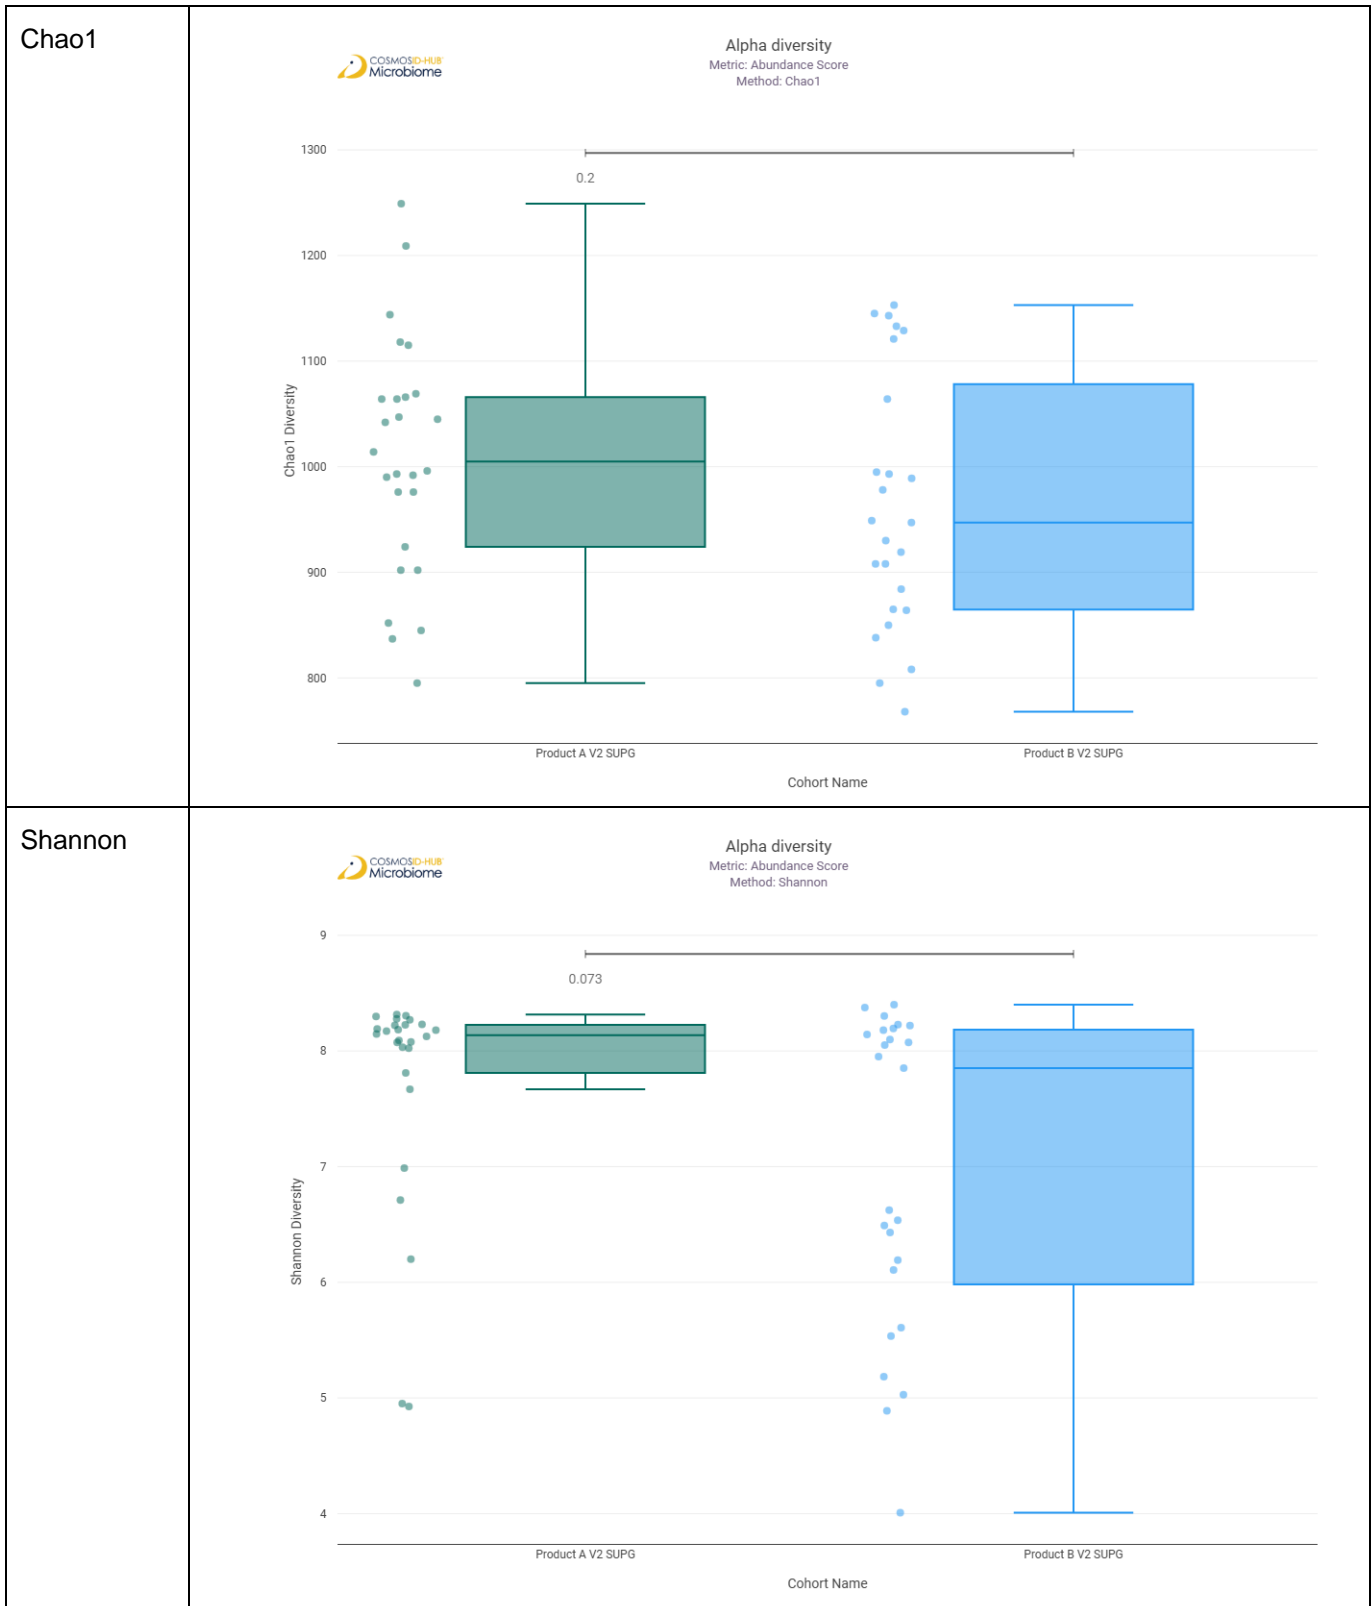 Chao1
COSMOSID-HUB
Microbiome
Alpha diversity
Metric: Abundance Score
Method: Chao1
1300
0.2
1200
1100
1000
900
800
Chao1 Diversity
Product A V2 SUPG
Product B V2 SUPG
Cohort Name
Shannon
COSMOSID-HUB
Microbiome
Alpha diversity
Metric: Abundance Score
Method: Shannon
9
0.073
8
7
6
5
4
Shannon Diversity
Product A V2 SUPG
Product B V2 SUPG
Cohort Name